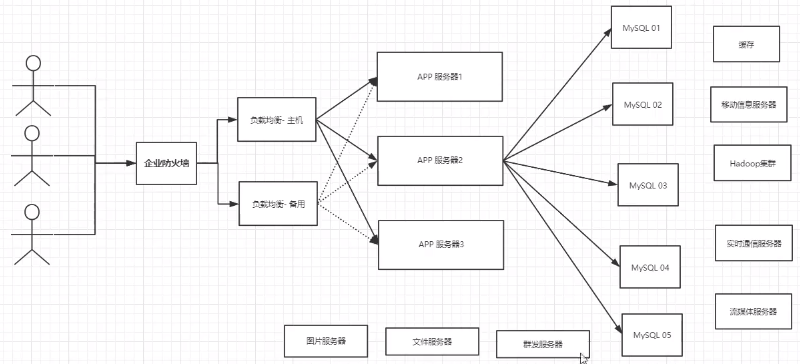 企业防火墙
负载均衡- 主机
负载均衡- 备用
APP 服务器1
APP 服务器2
APP 服务器3
MySQL 01
MySQL 02
MySQL 03
MySQL 04
MySQL 05
缓存
移动信息服务器
Hadoop集群
实时通信服务器
流媒体服务器
图片服务器
文件服务器
群发服务器